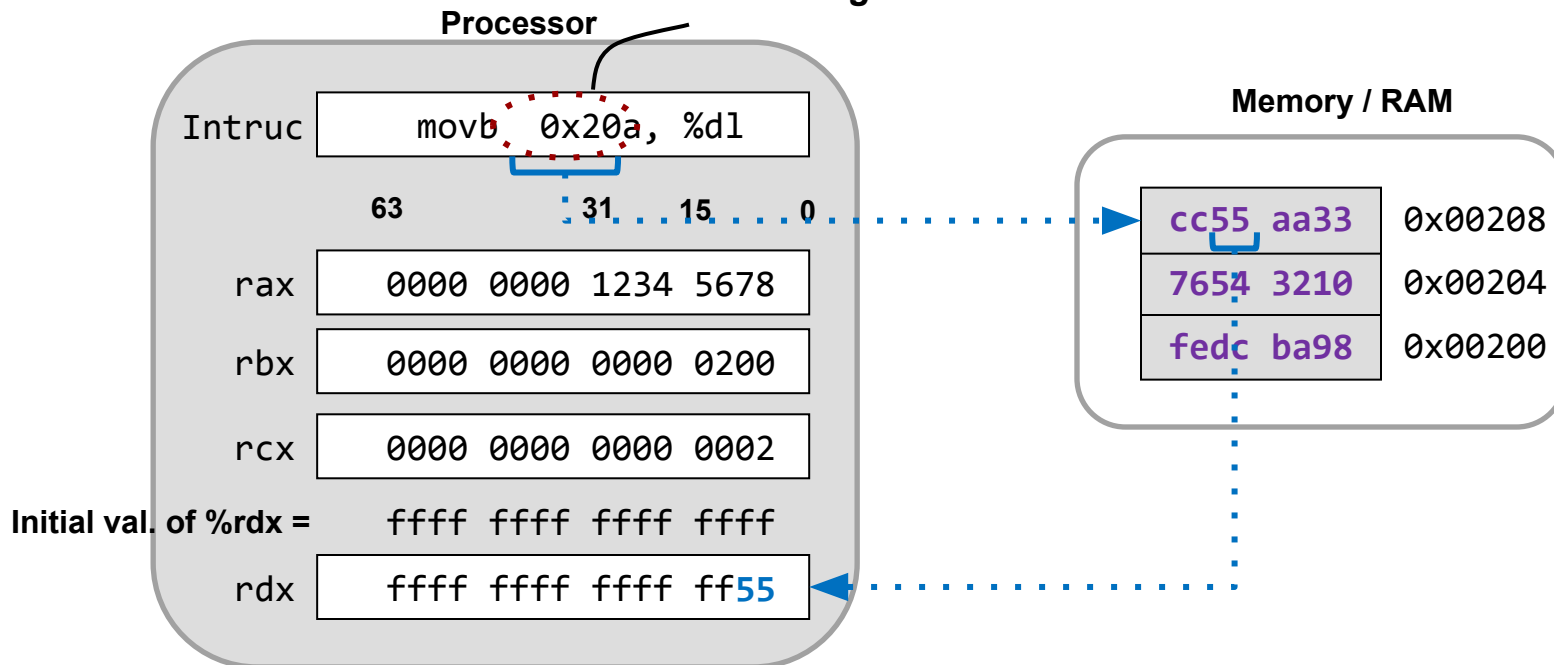 g
Processor
Intruc movb 0x20a, %dl
63 31 15 0
rax 0000 0000 1234 5678
rbx 0000 0000 0000 0200
rcx 0000 0000 0000 0002
Initial val. of %rdx = ffff ffff ffff ffff
rdx ffff ffff ffff ff55
Memory / RAM
cc55 aa33 0x00208
7654 3210 0x00204
fedc ba98 0x00200